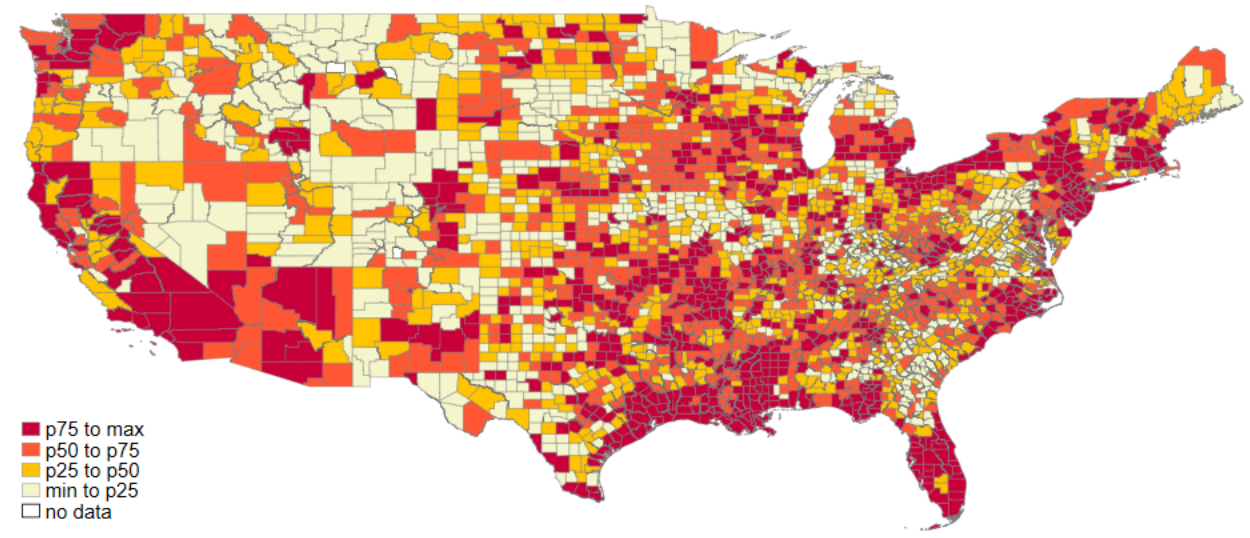 p75 to max
p50 to p75
p25 to p50
min to p25
no data